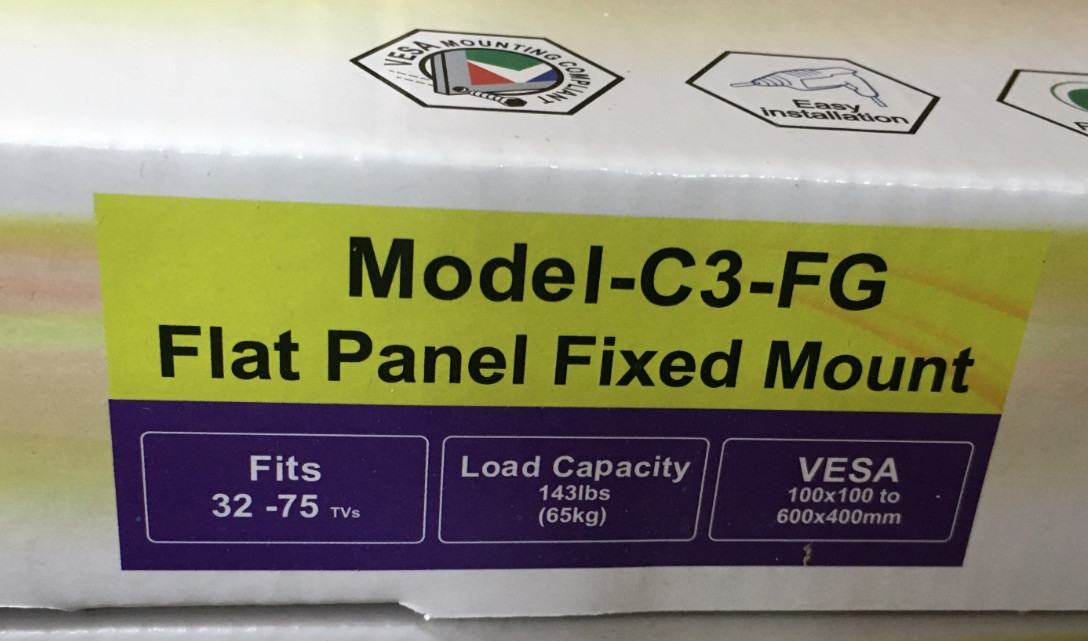 VESA MOUNTING COMPLIANT
Easy
installation
Model-C3-FG
Flat Panel Fixed Mount
Fits
32 -75 TVs
Load Capacity
143lbs
(65kg)
VESA
100x100 to
600x400mm